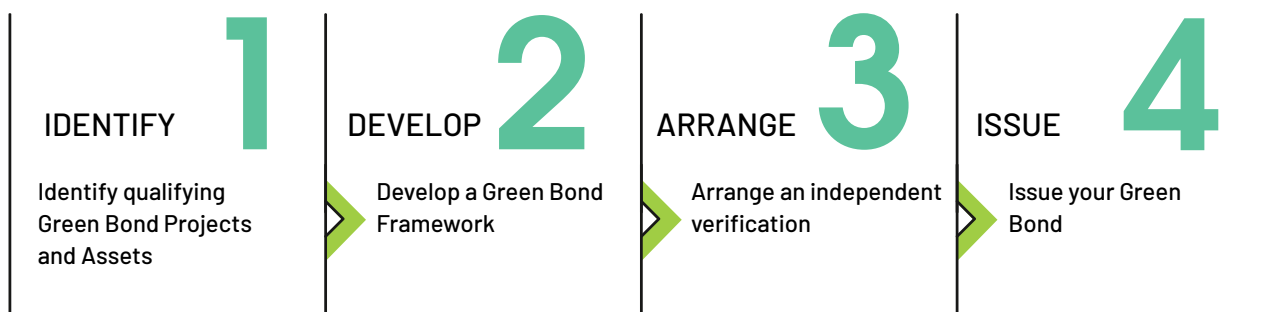 1
IDENTIFY
Identify qualifying
Green Bond Projects
and Assets
2
DEVELOP
Develop a Green Bond
Framework
3
ARRANGE
Arrange an independent
verification
4
ISSUE
Issue your Green
Bond